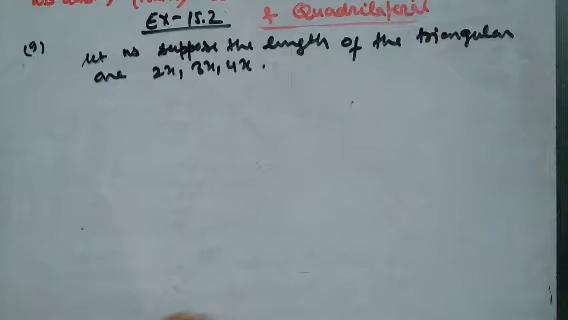 Ex-15.2
& Quadrilateral
(9) Let us suppose the length of the triangular
are 2x, 3x, 4x.